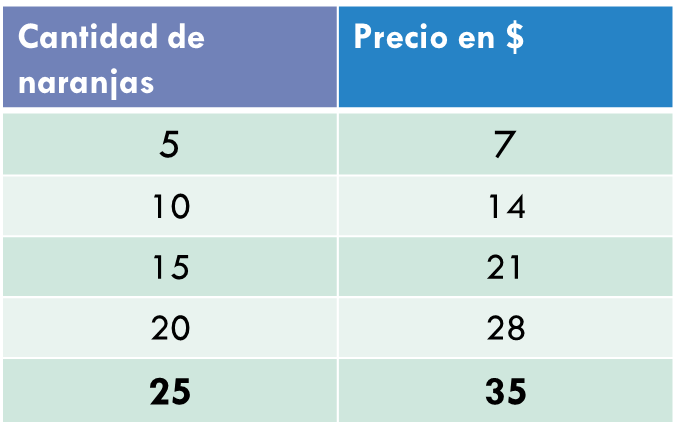 Cantidad de
naranjas
Precio en $
5 7
10 14
15 21
20 28
25 35